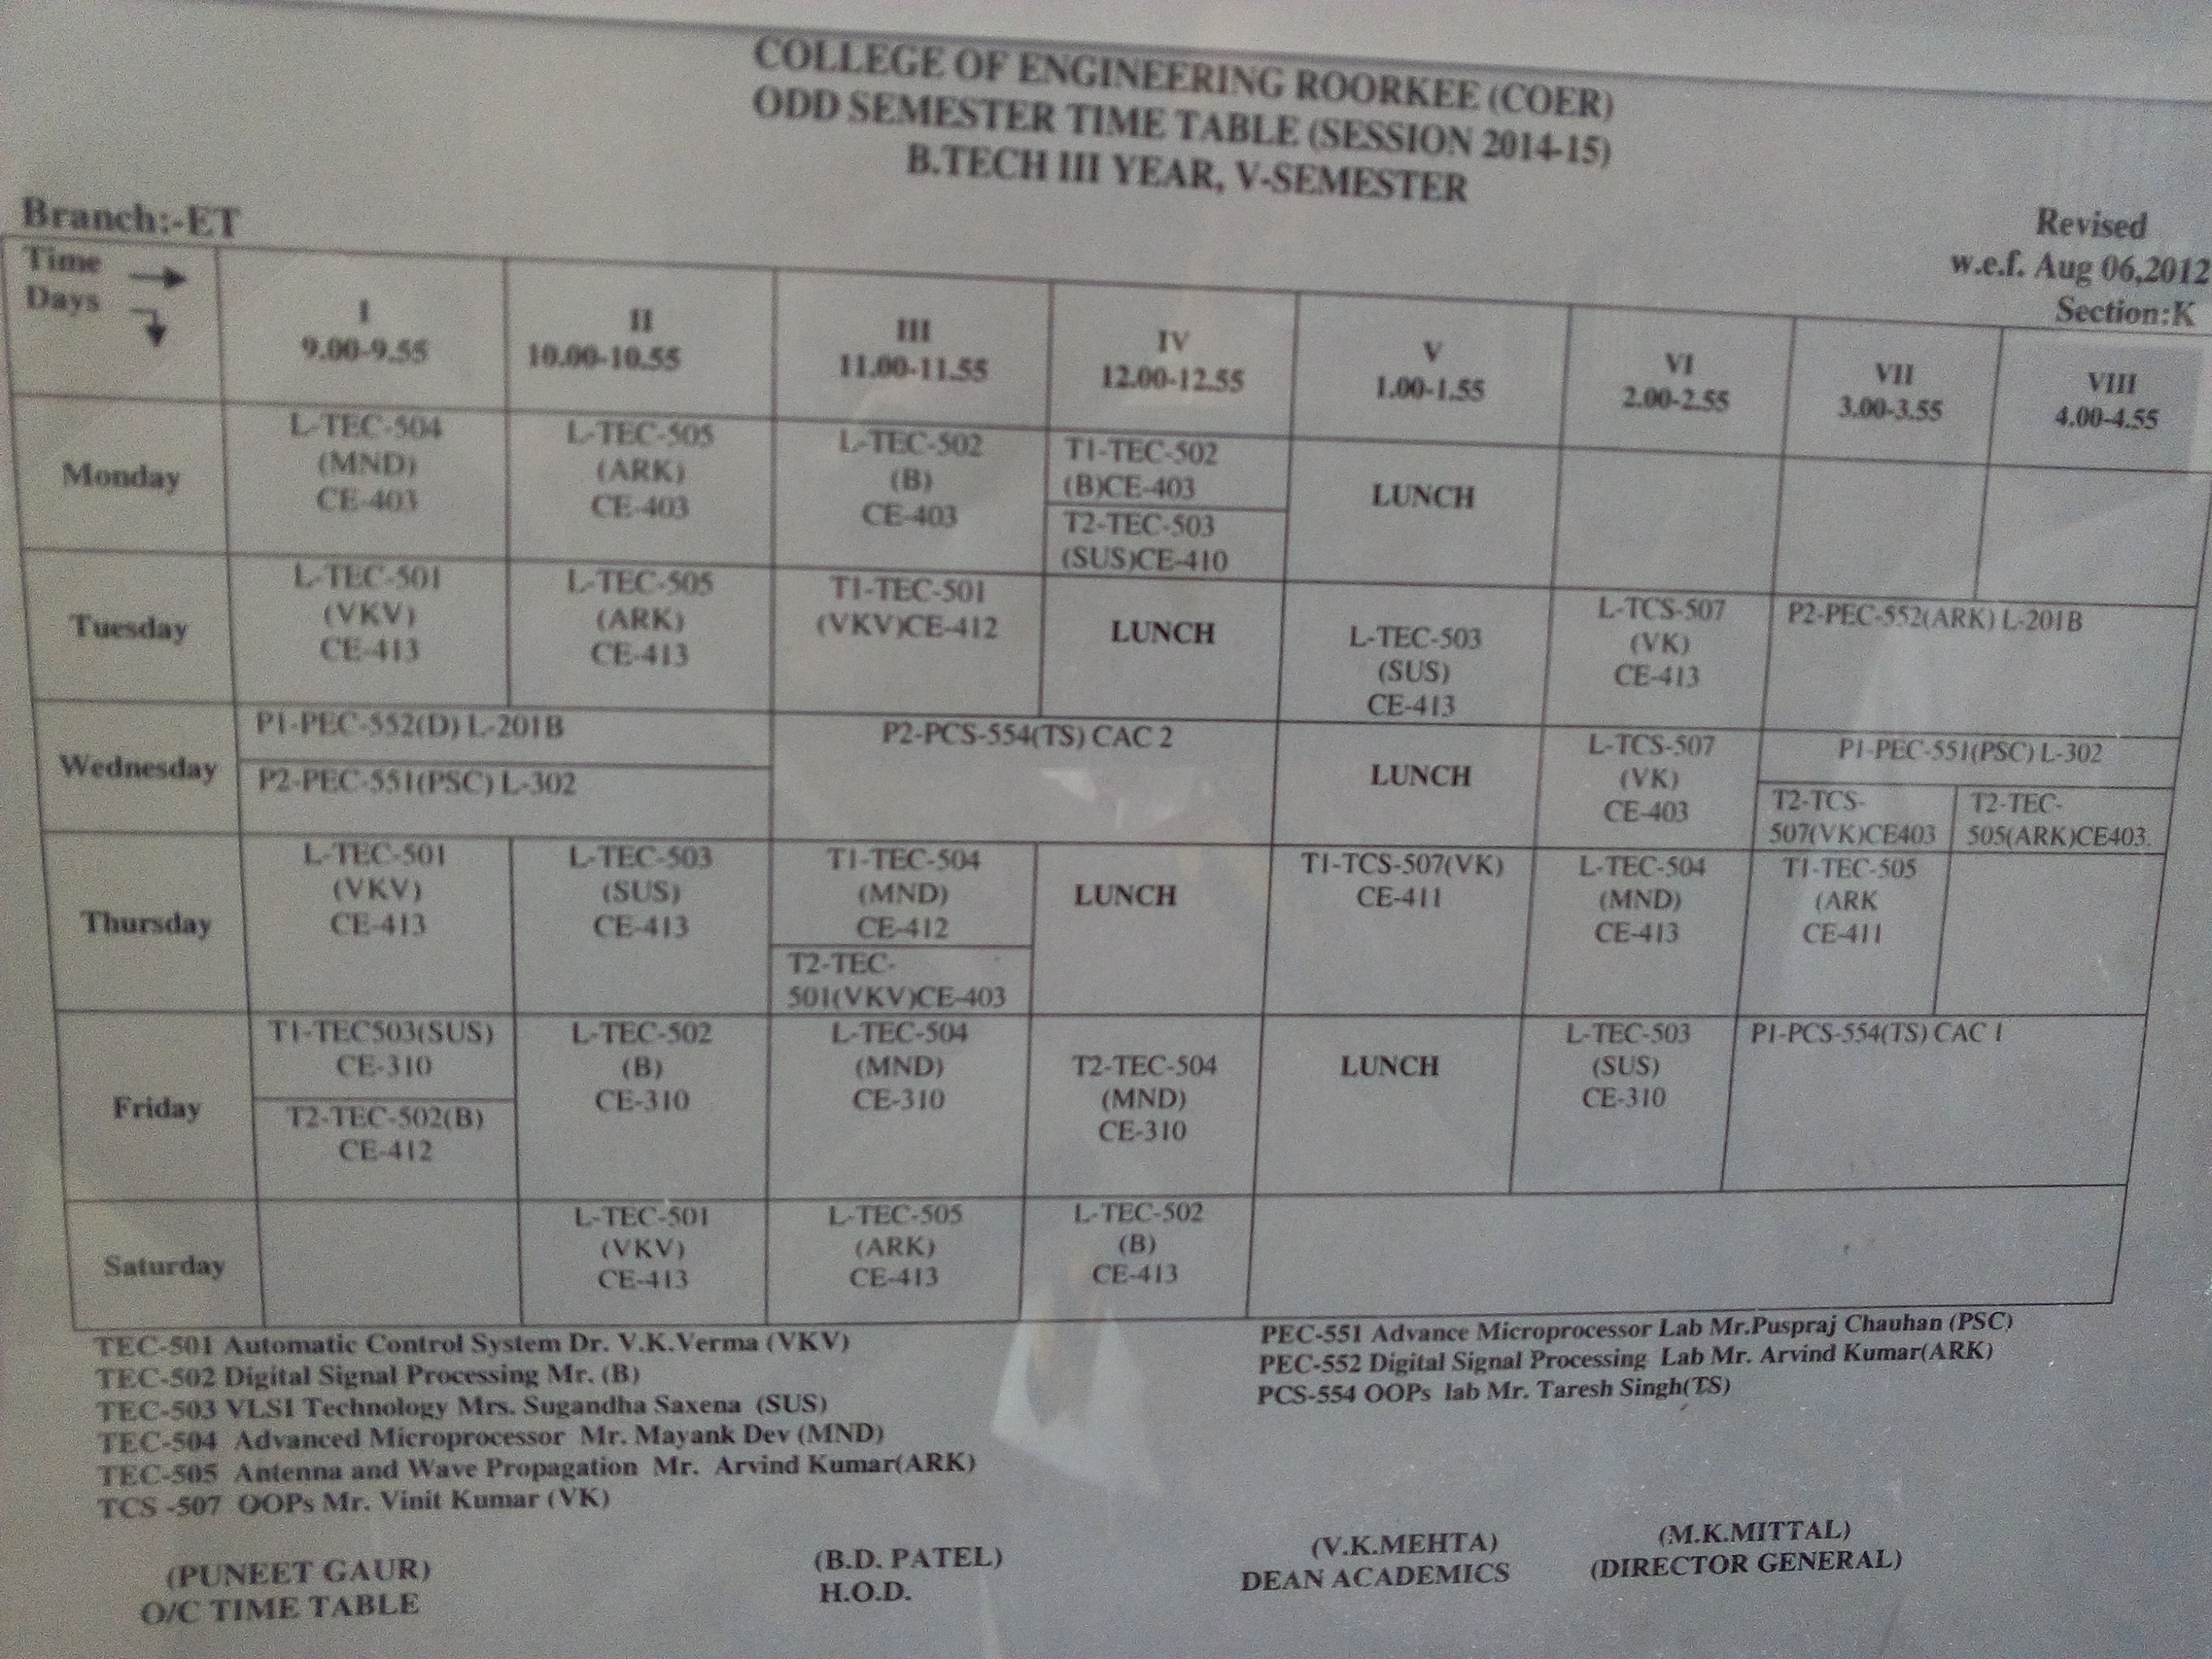 COLLEGE OF ENGINEERING ROORKEE (COER)
ODD SEMESTER TIME TABLE (SESSION 2014-15)
B.TECH III YEAR, V-SEMESTER
Branch:-ET
Revised
w.e.f. Aug 06,2012
Section:K
Time
Days
I
9.00-9.55
II
10.00-10.55
III
11.00-11.55
IV
12.00-12.55
V
1.00-1.55
VI
2.00-2.55
VII
3.00-3.55
VIII
4.00-4.55
Monday
L-TEC-504
(MND)
CE-403
L-TEC-505
(ARK)
CE-403
L-TEC-502
(B)
CE-403
T1-TEC-502
(B)CE-403
T2-TEC-503
(SUS)CE-410
LUNCH
Tuesday
L-TEC-501
(VKV)
CE-413
L-TEC-505
(ARK)
CE-413
T1-TEC-501
(VKV)CE-412
LUNCH
L-TEC-503
(SUS)
CE-413
L-TCS-507
(VK)
CE-413
P2-PEC-552(ARK) L-201B
Wednesday
P1-PEC-552(D) L-201B
P2-PEC-551(PSC) L-302
P2-PCS-554(TS) CAC 2
LUNCH
L-TCS-507
(VK)
CE-403
P1-PEC-551(PSC) L-302
T2-TCS-
507(VK)CE403
T2-TEC-
505(ARK)CE403.
Thursday
L-TEC-501
(VKV)
CE-413
L-TEC-503
(SUS)
CE-413
T1-TEC-504
(MND)
CE-412
T2-TEC-
501(VKV)CE-403
LUNCH
T1-TCS-507(VK)
CE-411
L-TEC-504
(MND)
CE-413
T1-TEC-505
(ARK
CE-411
Friday
T1-TEC503(SUS)
CE-310
T2-TEC-502(B)
CE-412
L-TEC-502
(B)
CE-310
L-TEC-504
(MND)
CE-310
T2-TEC-504
(MND)
CE-310
LUNCH
L-TEC-503
(SUS)
CE-310
P1-PCS-554(TS) CAC 1
Saturday
L-TEC-501
(VKV)
CE-413
L-TEC-505
(ARK)
CE-413
L-TEC-502
(B)
CE-413
TEC-501 Automatic Control System Dr. V.K.Verma (VKV)
TEC-502 Digital Signal Processing Mr. (B)
TEC-503 VLSI Technology Mrs. Sugandha Saxena (SUS)
TEC-504 Advanced Microprocessor Mr. Mayank Dev (MND)
TEC-505 Antenna and Wave Propagation Mr. Arvind Kumar(ARK)
TCS -507 OOPs Mr. Vinit Kumar (VK)
PEC-551 Advance Microprocessor Lab Mr.Puspraj Chauhan (PSC)
PEC-552 Digital Signal Processing Lab Mr. Arvind Kumar(ARK)
PCS-554 OOPs lab Mr. Taresh Singh(TS)
(PUNEET GAUR)
O/C TIME TABLE
(B.D. PATEL)
H.O.D.
(V.K.MEHTA)
DEAN ACADEMICS
(M.K.MITTAL)
(DIRECTOR GENERAL)